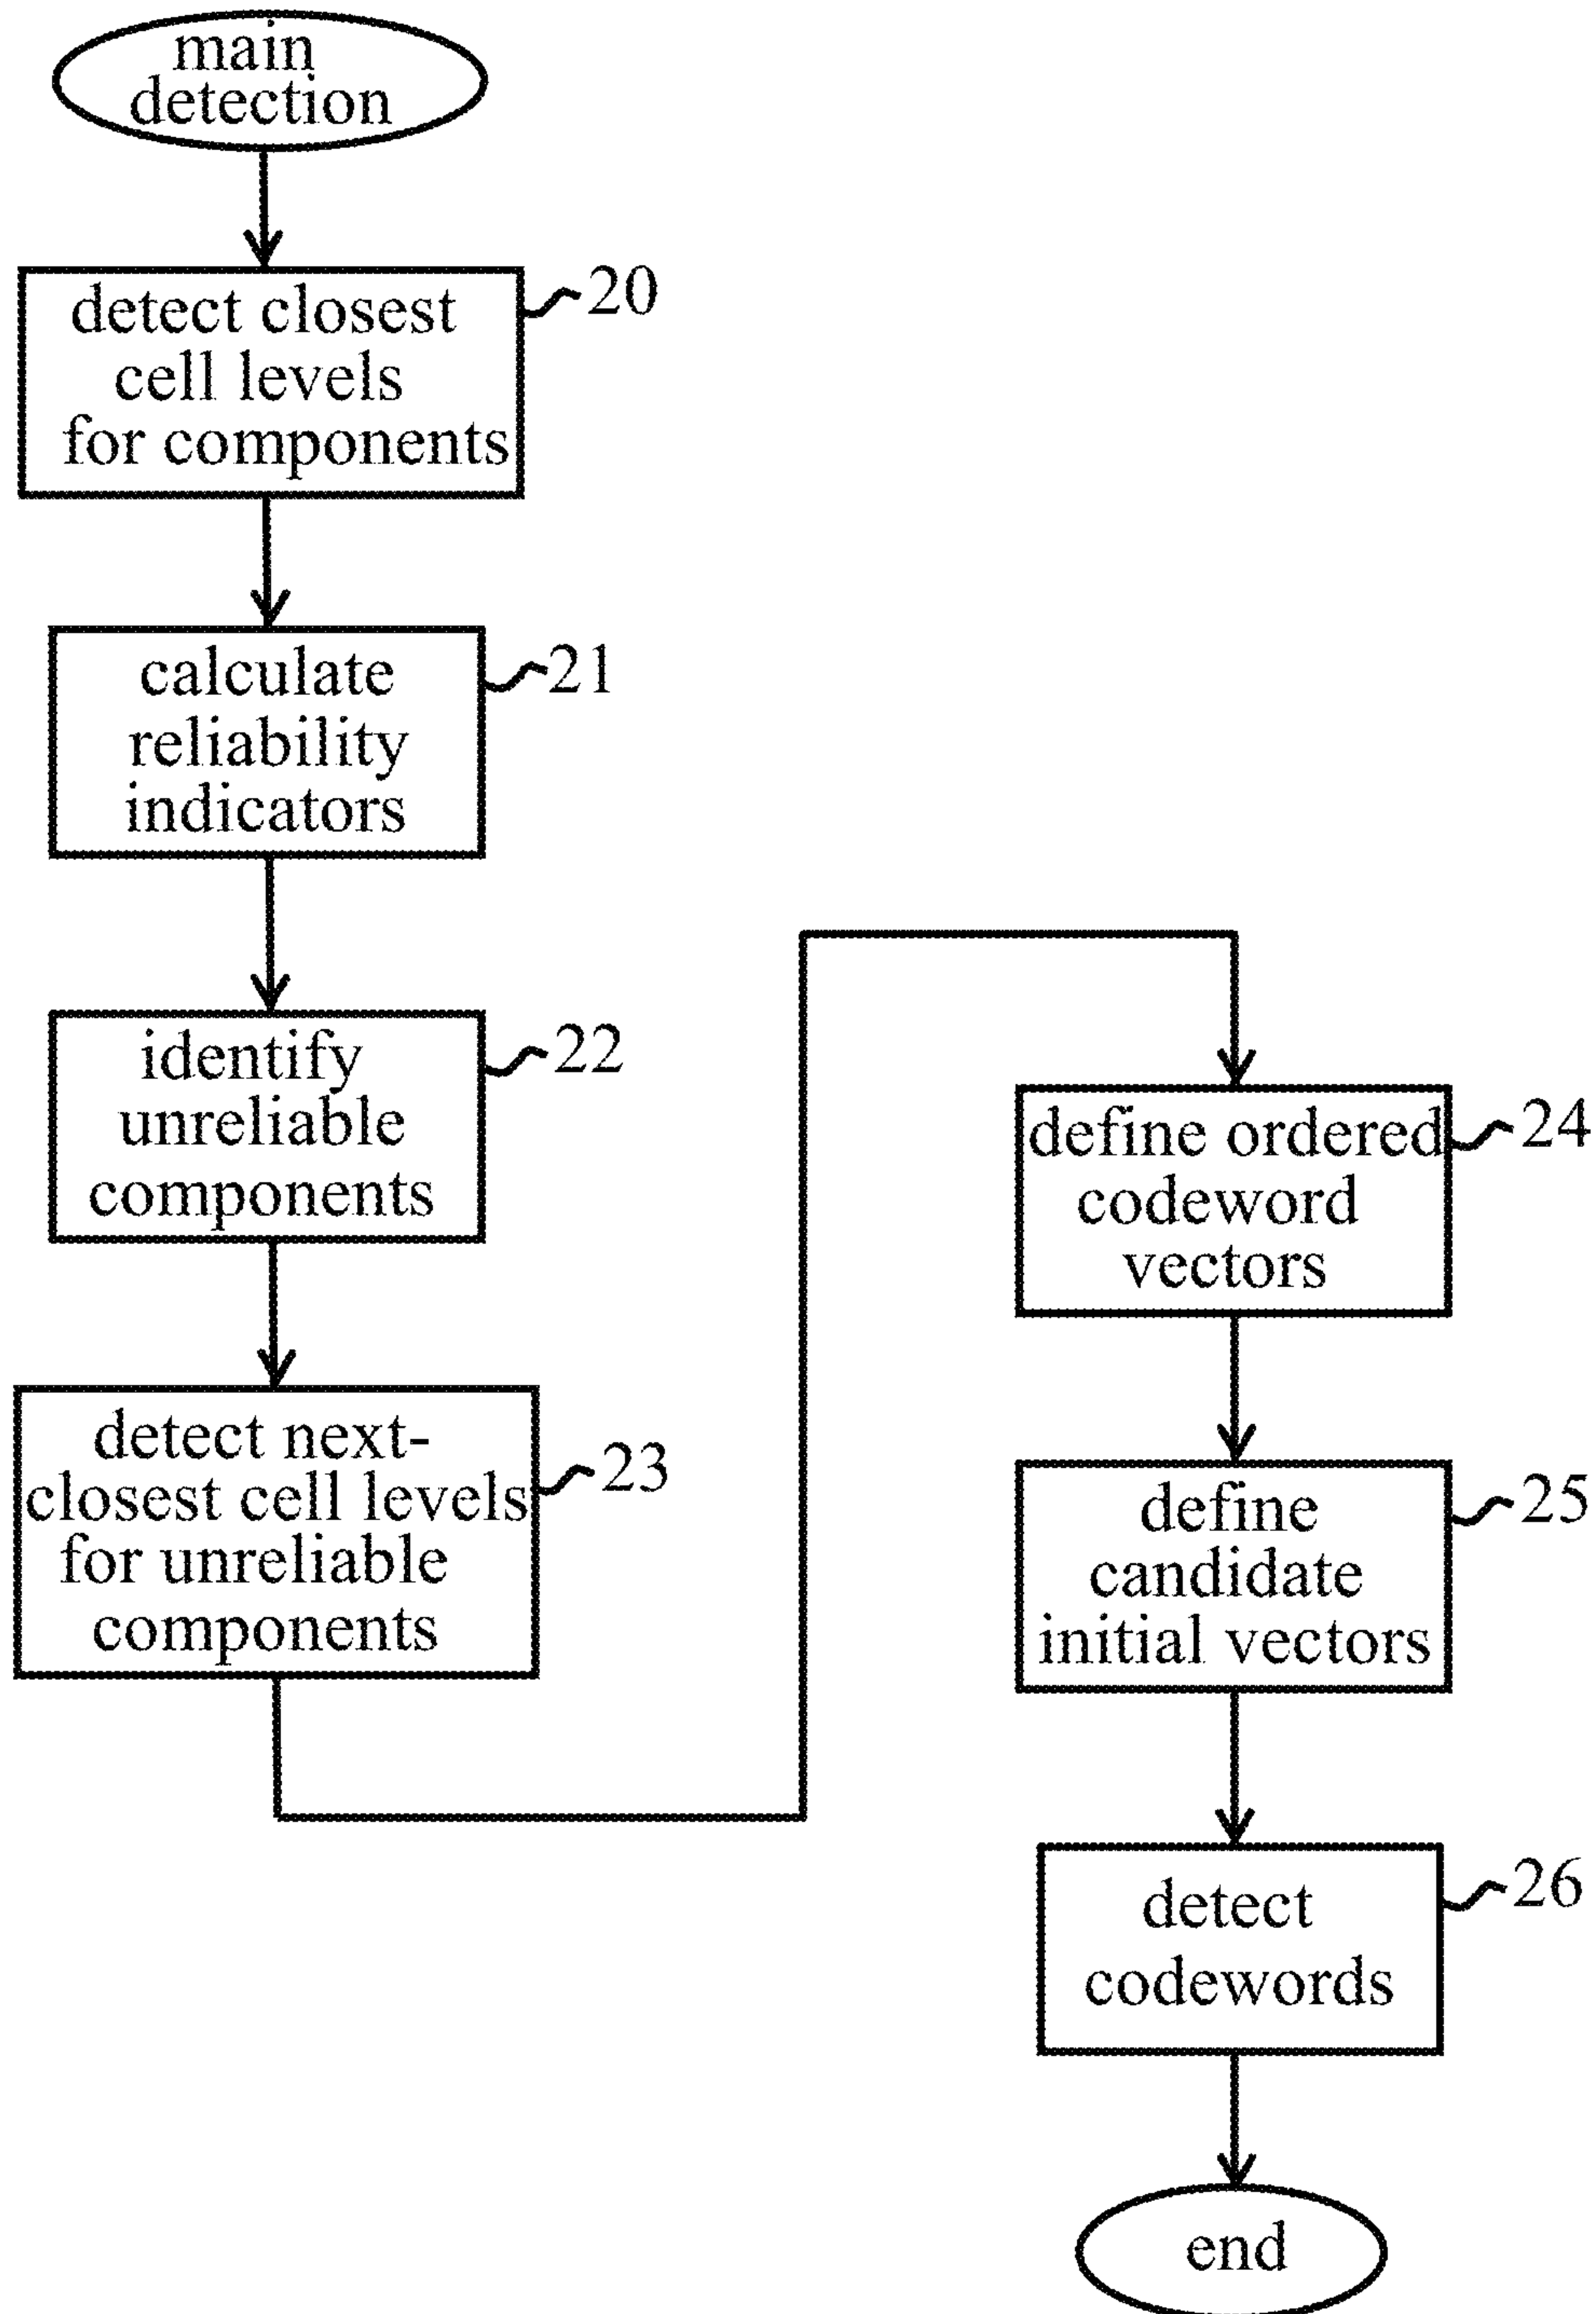 main
detection
detect closest
cell levels
for components
20
calculate
reliability
indicators
21
identify
unreliable
components
22
detect next-
closest cell levels
for unreliable
components
23
define ordered
codeword
vectors
24
define
candidate
initial vectors
25
detect
codewords
26
end